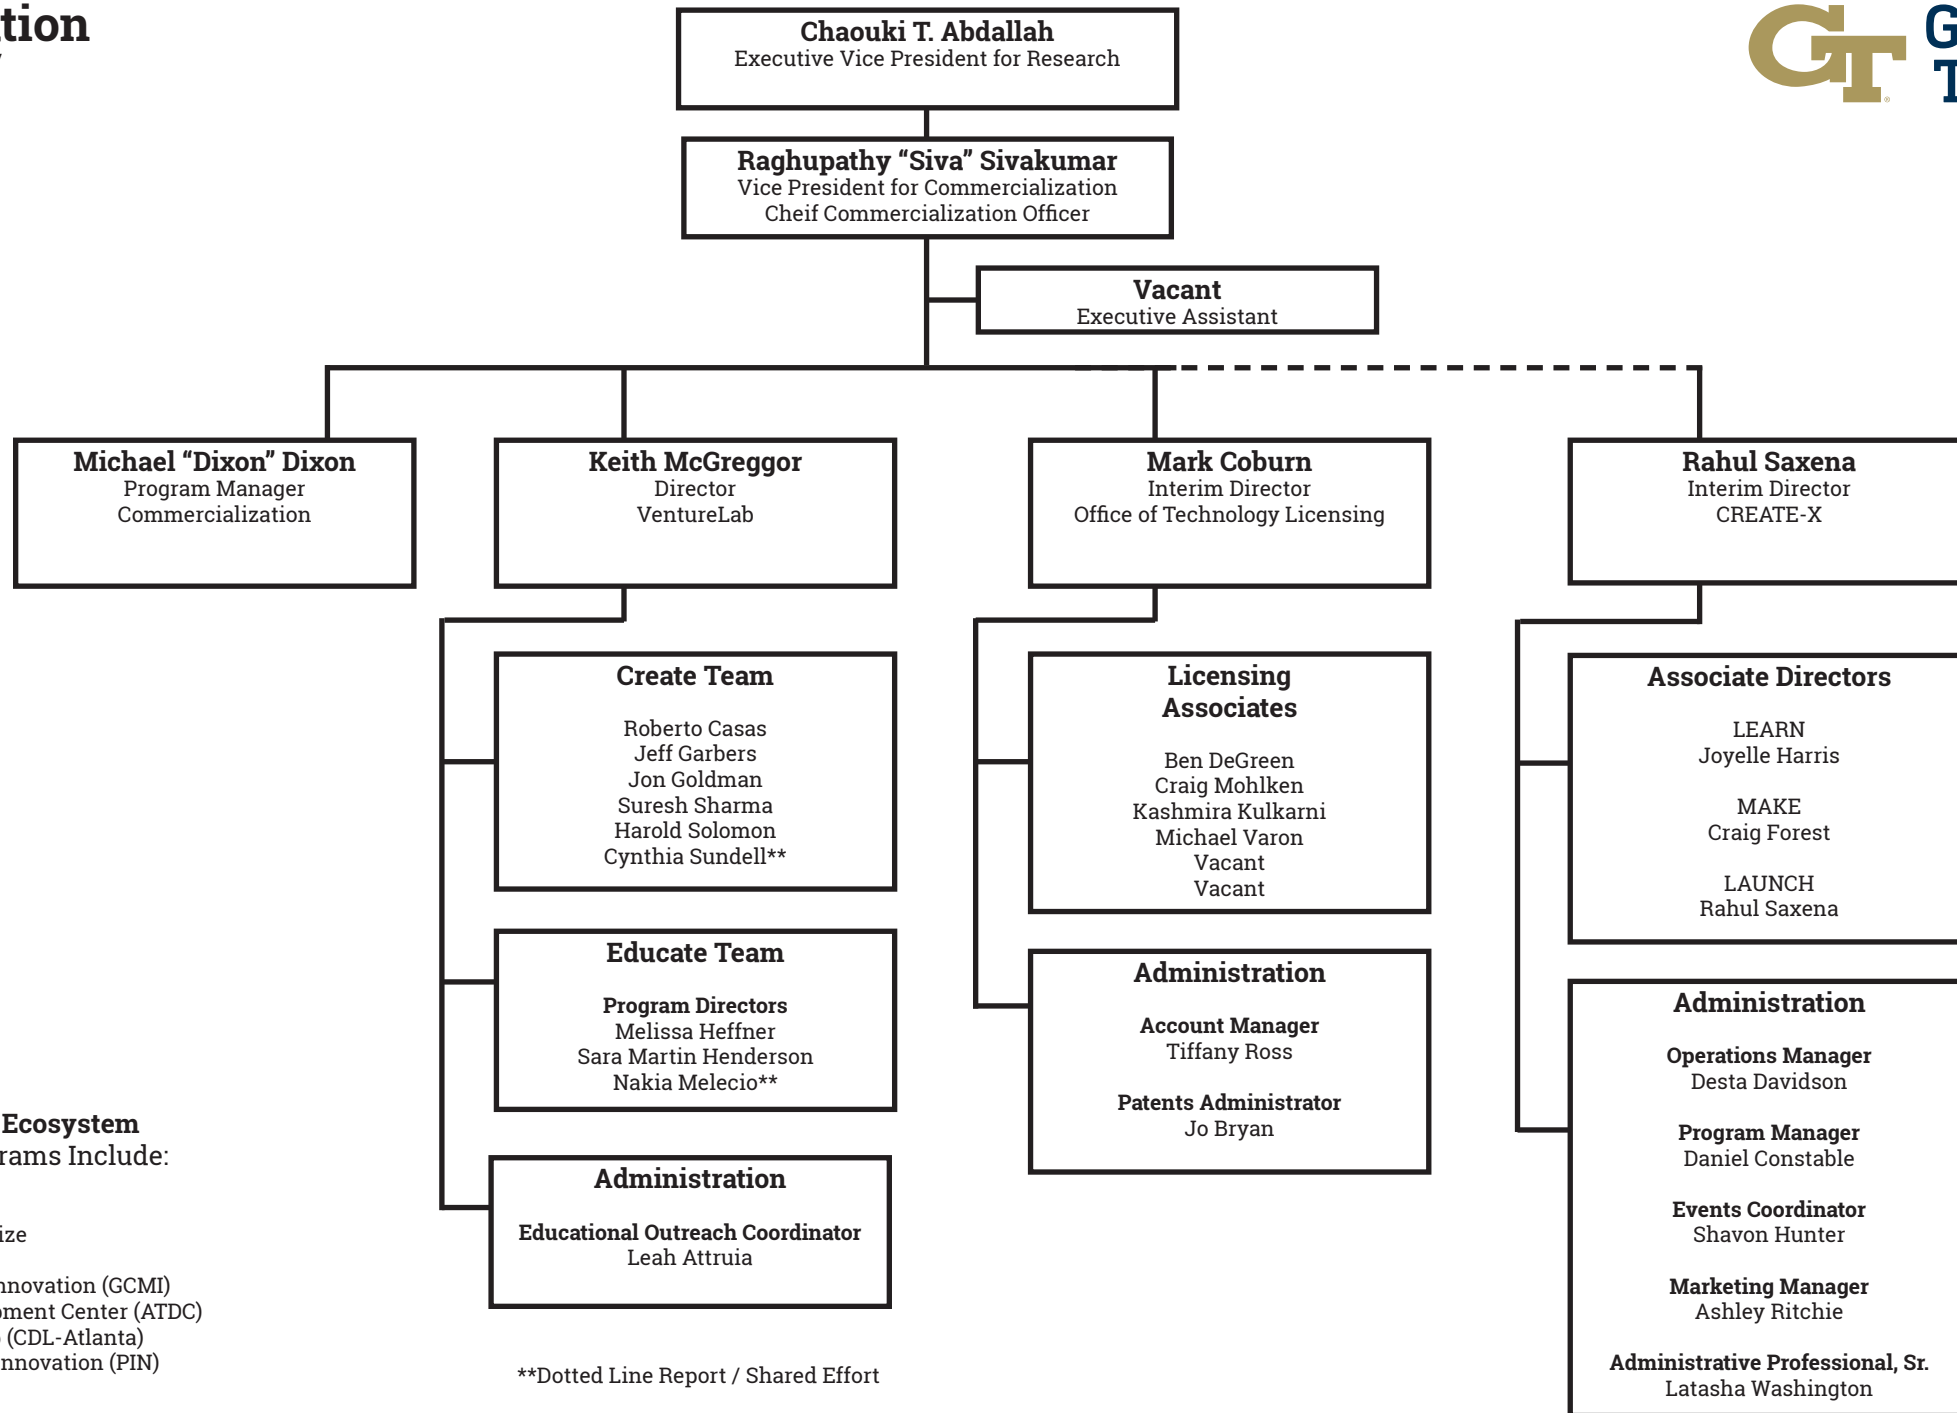 Chaouki T. Abdallah
Executive Vice President for Research
GT
Raghupathy “Siva” Sivakumar
Vice President for Commercialization
Cheif Commercialization Officer
Vacant
Executive Assistant
Michael “Dixon” Dixon
Program Manager
Commercialization
Keith McGreggor
Director
VentureLab
Mark Coburn
Interim Director
Office of Technology Licensing
Rahul Saxena
Interim Director
CREATE-X
Create Team
Roberto Casas
Jeff Garbers
Jon Goldman
Suresh Sharma
Harold Solomon
Cynthia Sundell**
Educate Team
Program Directors
Melissa Heffner
Sara Martin Henderson
Nakia Melecio**
Administration
Educational Outreach Coordinator
Leah Attruia
Licensing
Associates
Ben DeGreen
Craig Mohlken
Kashmira Kulkarni
Michael Varon
Vacant
Vacant
Administration
Account Manager
Tiffany Ross
Patents Administrator
Jo Bryan
Associate Directors
LEARN
Joyelle Harris
MAKE
Craig Forest
LAUNCH
Rahul Saxena
Administration
Operations Manager
Desta Davidson
Program Manager
Daniel Constable
Events Coordinator
Shavon Hunter
Marketing Manager
Ashley Ritchie
Administrative Professional, Sr.
Latasha Washington
Ecosystem
Include:
(GCMI)
Center (ATDC)
(CDL-Atlanta)
(PIN)
**Dotted Line Report / Shared Effort